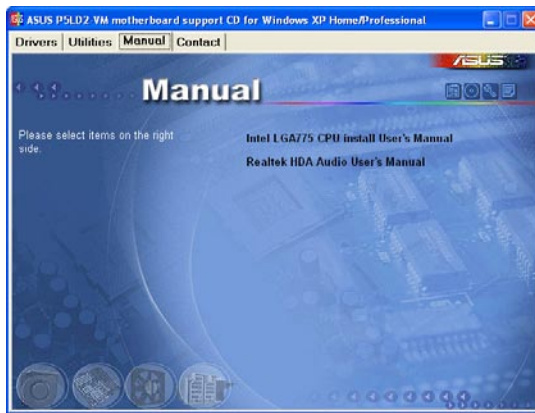 ASUS P5LD2-VM motherboard support CD for Windows XP Home/Professional
Drivers Utilities Manual Contact
ASUS
Manual
Please select items on the right
side.
Intel LGA775 CPU install User's Manual
Realtek HDA Audio User's Manual